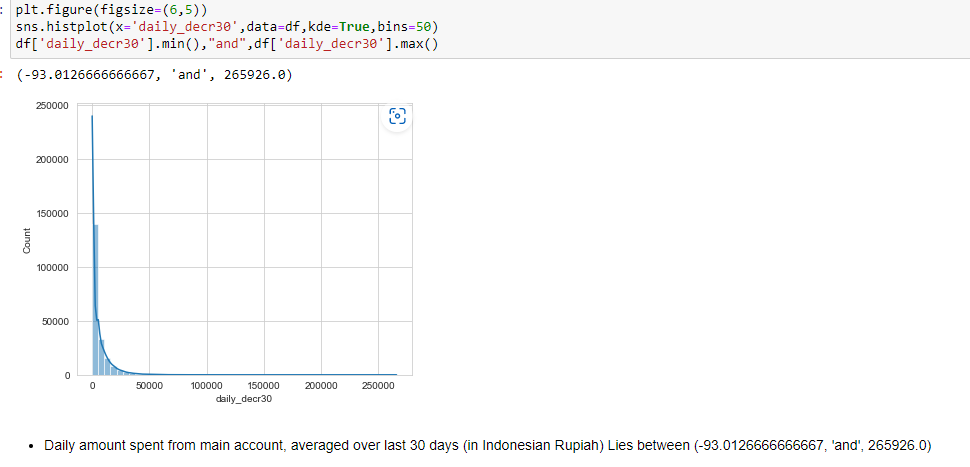 : plt.figure(figsize=(6,5))
sns.histplot(x='daily_decr30',data=df,kde=True,bins=50)
df['daily_decr30'].min(),"and",df['daily_decr30'].max()
: (-93.0126666666667, 'and', 265926.0)
250000
200000
150000
100000
50000
0
Count
0 50000 100000 150000 200000 250000
daily_decr30
• Daily amount spent from main account, averaged over last 30 days (in Indonesian Rupiah) Lies between (-93.0126666666667, 'and', 265926.0)